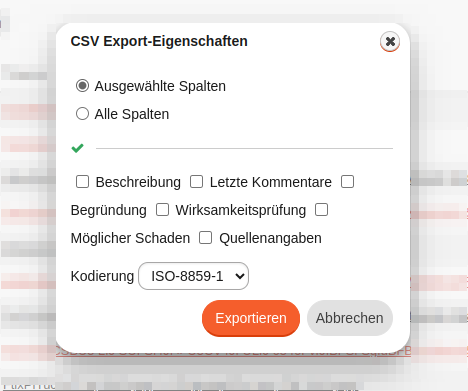 CSV Export-Eigenschaften
Ausgewählte Spalten
Alle Spalten
Beschreibung Letzte Kommentare
Begründung Wirksamkeitsprüfung
Möglicher Schaden Quellenangaben
Kodierung ISO-8859-1
Exportieren Abbrechen